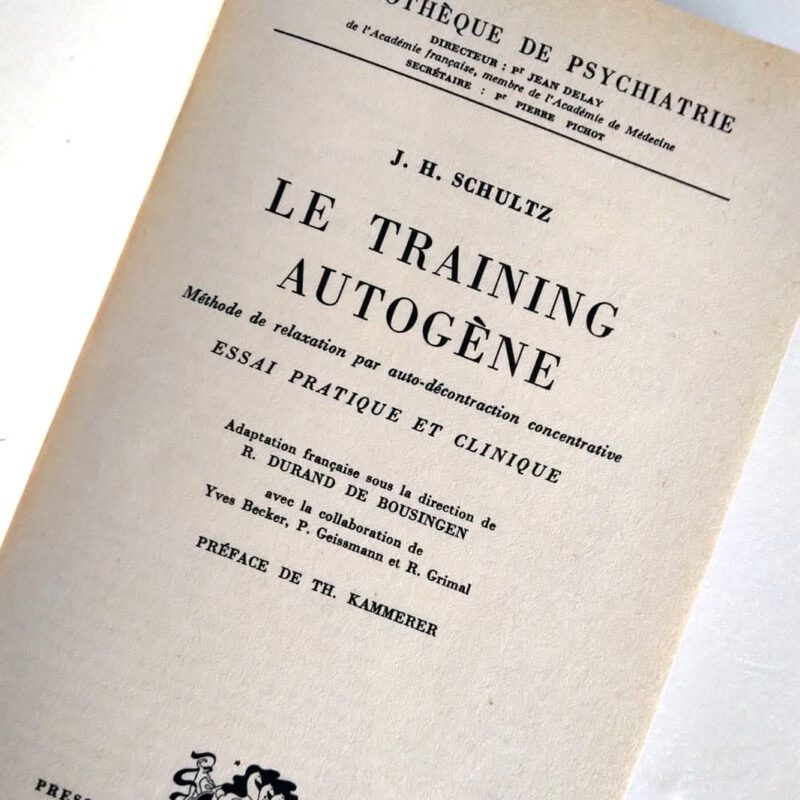 OTHÈQUE DE PSYCHIATRIE
DIRECTEUR : Pr JEAN DELAY
de l'Académie française, membre de l'Académie de Médecine
SECRÉTAIRE : Pr PIERRE PICHOT
J. H. SCHULTZ
LE TRAINING
AUTOGÈNE
Méthode de relaxation par auto-décontraction concentrative
ESSAI PRATIQUE ET CLINIQUE
Adaptation française sous la direction de
R. DURAND DE BOUSINGEN
avec la collaboration de
Yves Becker, P. Geissmann et R. Grimal
PRÉFACE DE TH. KAMMERER
PRESS